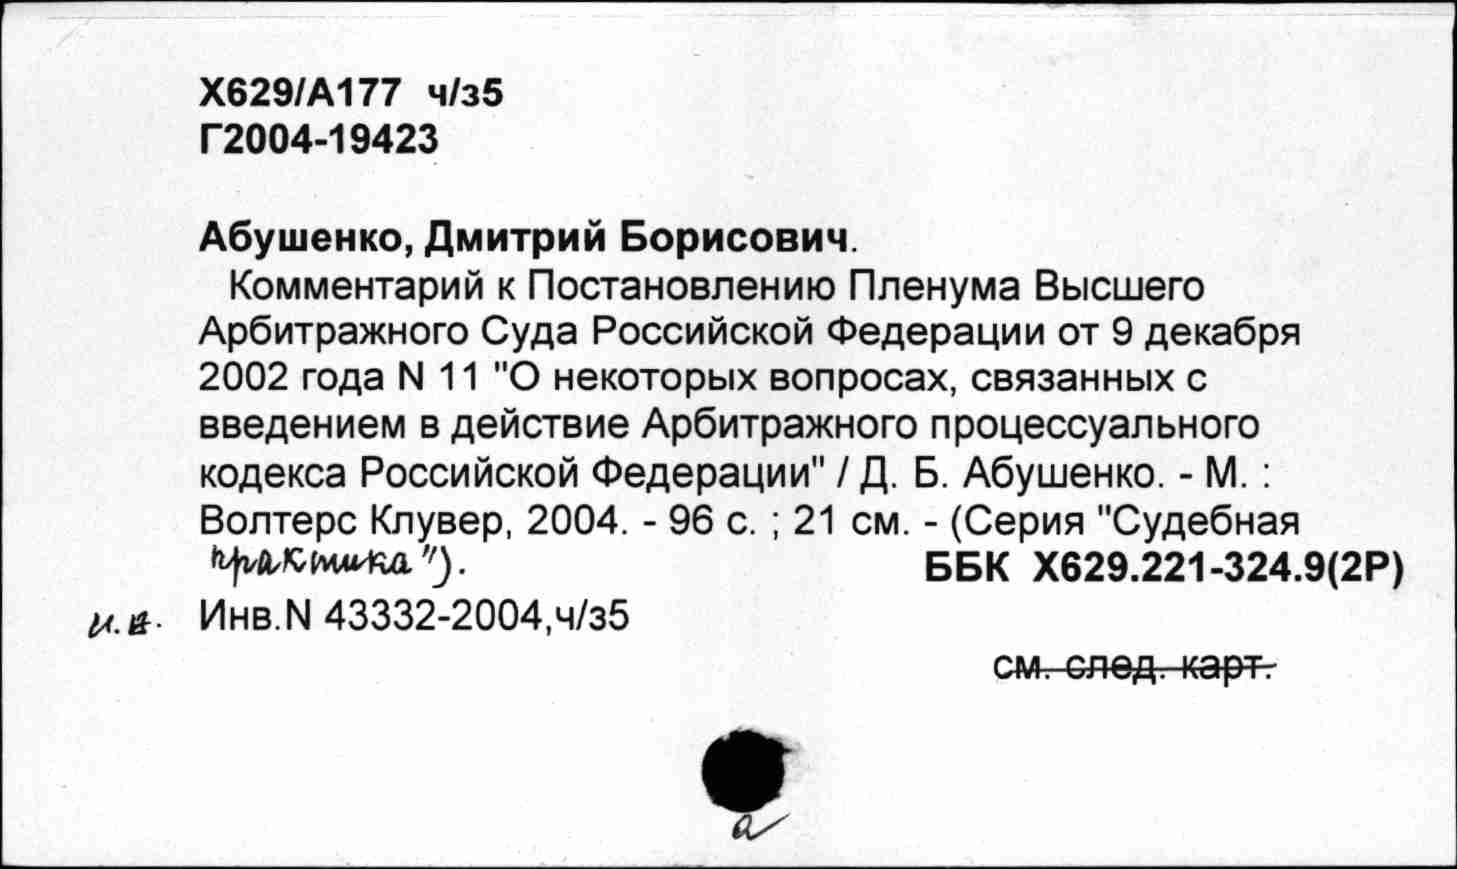 Х629/А177 ч/з5
Г2004-19423
Абушенко, Дмитрий Борисович.
Комментарий к Постановлению Пленума Высшего
Арбитражного Суда Российской Федерации от 9 декабря
2002 года N 11 "О некоторых вопросах, связанных с
введением в действие Арбитражного процессуального
кодекса Российской Федерации" / Д. Б. Абушенко. - М. :
Волтерс Клувер, 2004. - 96 с. ; 21 см. - (Серия "Судебная
практика").
ББК Х629.221-324.9(2Р)
Инв.N 43332-2004,ч/з5
см. след. карт.
а